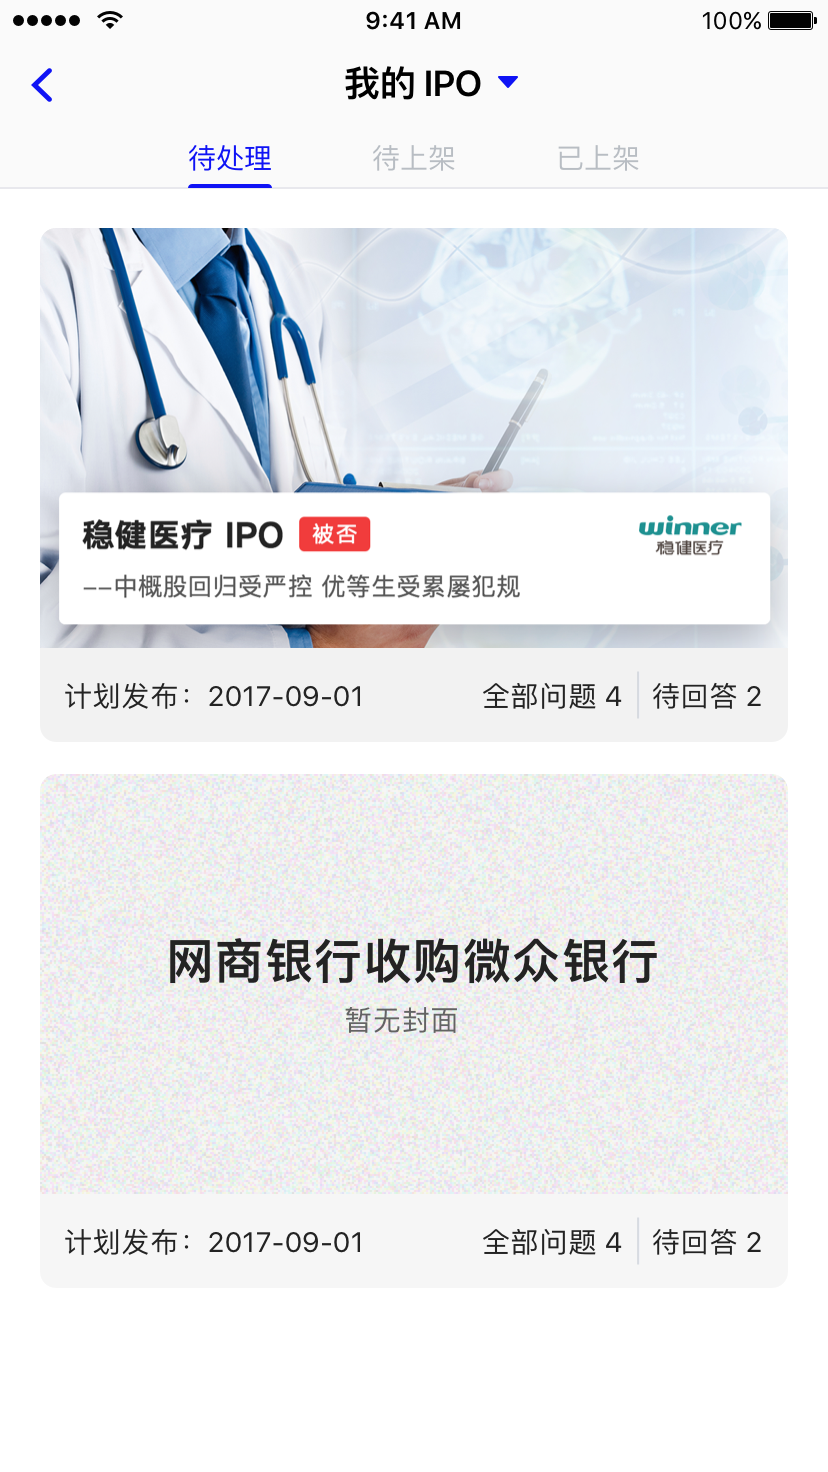 9:41 AM
100%
我的 IPO
待处理
待上架
已上架
稳健医疗 IPO 被否
winner
稳健医疗
––中概股回归受严控 优等生受累屡犯规
计划发布：2017-09-01
全部问题 4
待回答 2
网商银行收购微众银行
暂无封面
计划发布：2017-09-01
全部问题 4
待回答 2